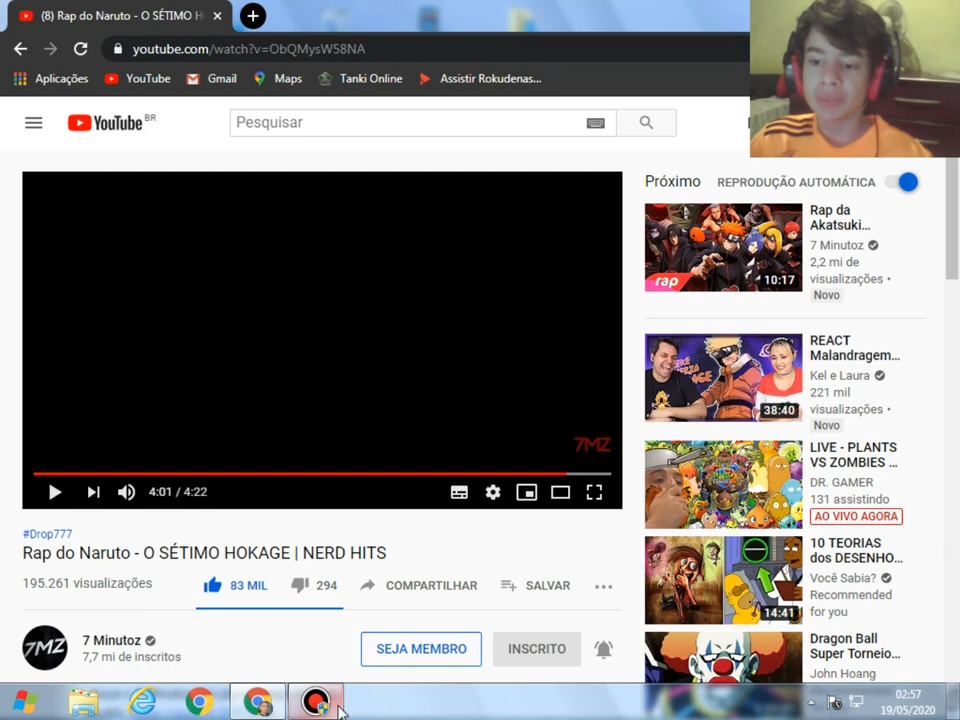 (8) Rap do Naruto - O SÉTIMO H
youtube.com/watch?v=ObQMysW58NA
Aplicações YouTube Gmail Maps Tanki Online Assistir Rokudenas...
YouTube BR
Pesquisar
Próximo REPRODUÇÃO AUTOMÁTICA
Rap da
Akatsuki...
7 Minutoz
2,2 mi de
visualizações •
Novo
rap
10:17
REACT
Malandragem...
Kel e Laura
221 mil
visualizações •
Novo
38:40
7MZ
4:01 / 4:22
LIVE - PLANTS
VS ZOMBIES ...
DR. GAMER
131 assistindo
AO VIVO AGORA
#Drop777
Rap do Naruto - O SÉTIMO HOKAGE | NERD HITS
195.261 visualizações
83 MIL 294 COMPARTILHAR SALVAR
10 TEORIAS
dos DESENHO...
Você Sabia?
Recommended
for you
14:41
7MZ
7 Minutoz
7,7 mi de inscritos
SEJA MEMBRO INSCRITO
Dragon Ball
Super Torneio...
John Hoang
02:57
19/05/2020